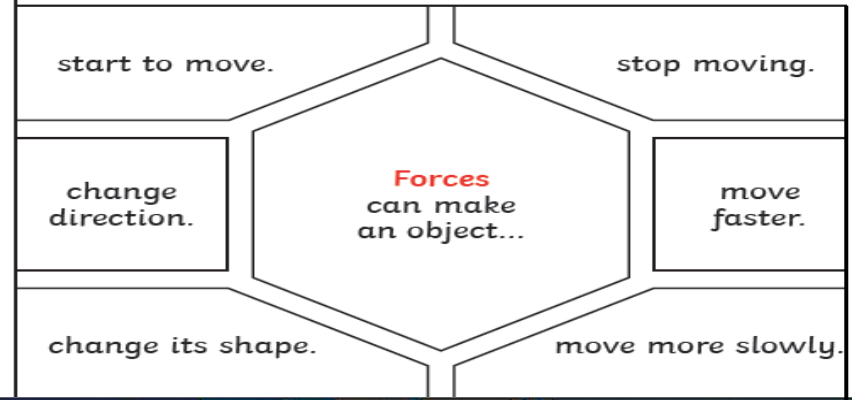 start to move.
stop moving.
change
direction.
Forces
can make
an object...
move
faster.
change its shape.
move more slowly.